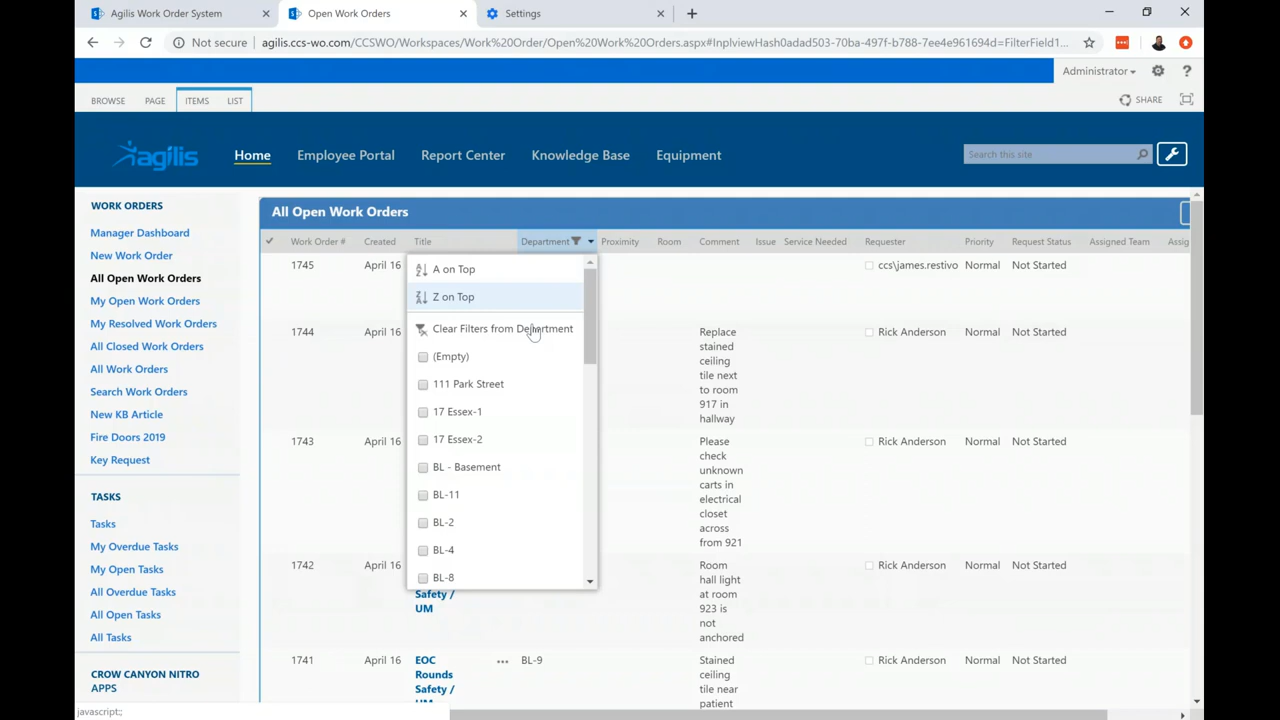 Agilis Work Order System
Open Work Orders
Settings
Not secure
agilis.ccs-wo.com/CCSWO/Workspaces/Work%20Order/Open%20Work%20Orders.aspx#InplviewHash0adad503-70ba-497f-b788-7ee4e961694d=FilterField1...
Administrator
BROWSE
PAGE
ITEMS
LIST
SHARE
agilis
Home
Employee Portal
Report Center
Knowledge Base
Equipment
Search this site
WORK ORDERS
Manager Dashboard
New Work Order
All Open Work Orders
My Open Work Orders
My Resolved Work Orders
All Closed Work Orders
All Work Orders
Search Work Orders
New KB Article
Fire Doors 2019
Key Request
TASKS
Tasks
My Overdue Tasks
My Open Tasks
All Overdue Tasks
All Open Tasks
All Tasks
CROW CANYON NITRO
APPS
javascript:;
All Open Work Orders
Work Order #
Created
Title
Department
Proximity
Room
Comment
Issue
Service Needed
Requester
Priority
Request Status
Assigned Team
Assig
A on Top
Z on Top
Clear Filters from Department
(Empty)
111 Park Street
17 Essex-1
17 Essex-2
BL - Basement
BL-11
BL-2
BL-4
BL-8
1745
April 16
ccs\james.restivo
Normal
Not Started
1744
April 16
Replace
stained
ceiling
tile next
to room
917 in
hallway
Rick Anderson
Normal
Not Started
1743
April 16
Please
check
unknown
carts in
electrical
closet
across
from 921
Rick Anderson
Normal
Not Started
1742
April 16
Safety /
UM
Room
hall light
at room
923 is
not
anchored
Rick Anderson
Normal
Not Started
1741
April 16
EOC
Rounds
Safety /
UM
BL-9
Stained
ceiling
tile near
patient
Rick Anderson
Normal
Not Started